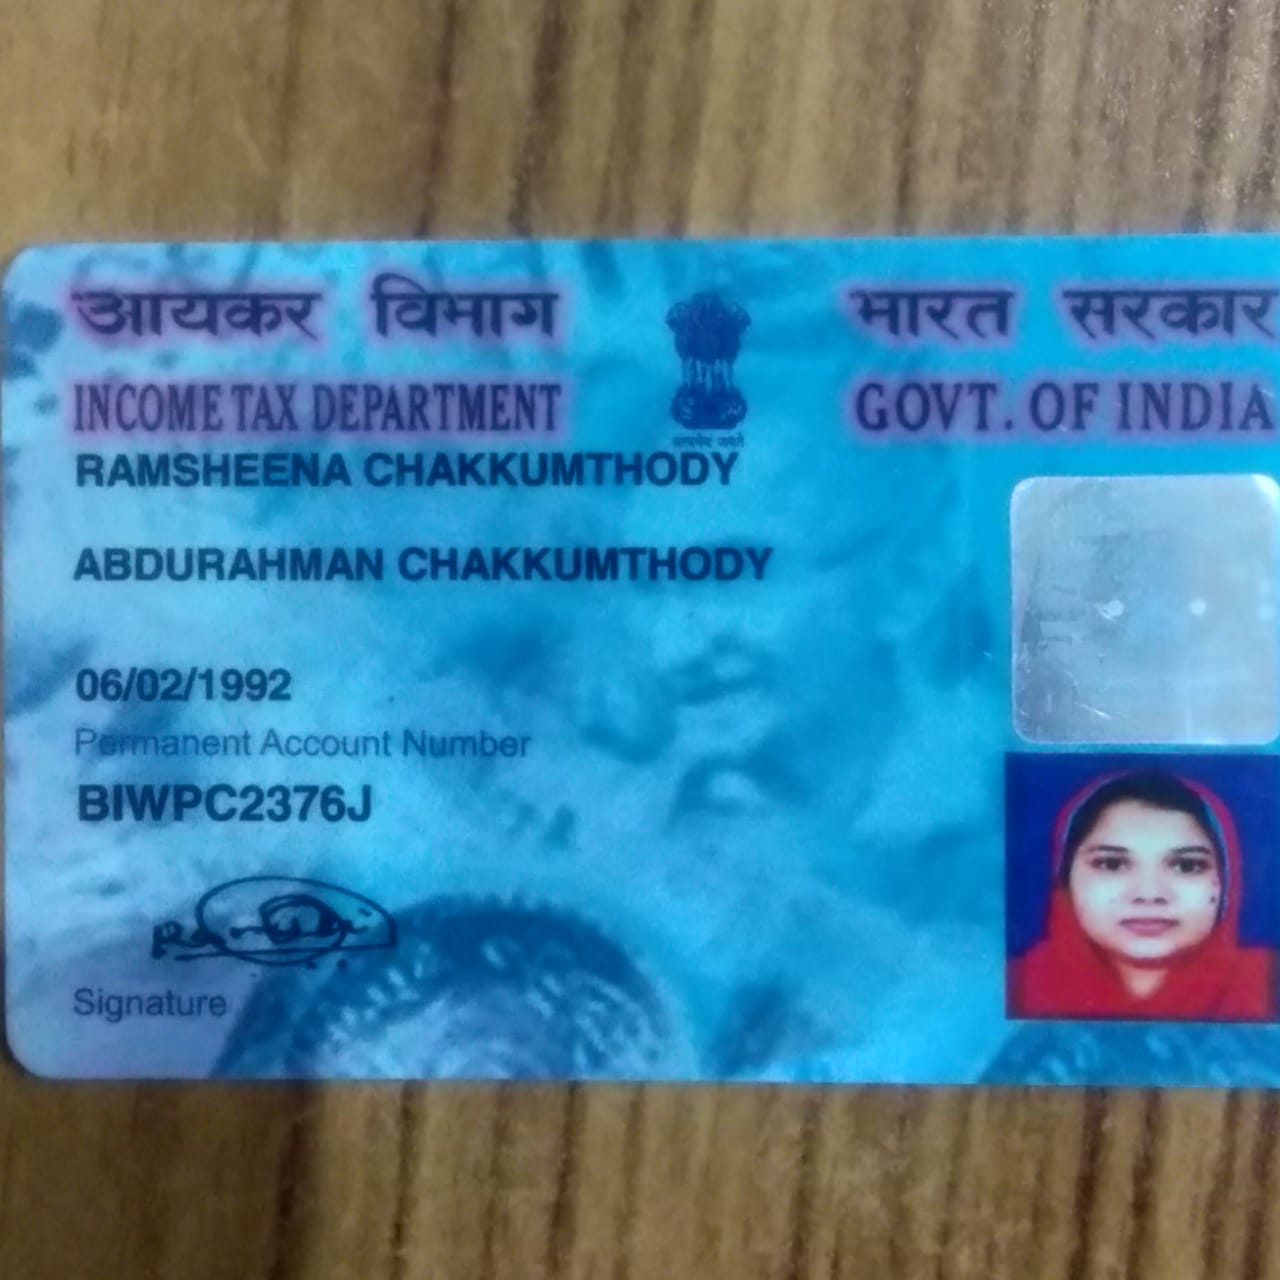 आयकर विभाग
भारत सरकार
INCOME TAX DEPARTMENT
GOVT. OF INDIA
सत्यमेव जयते
RAMSHEENA CHAKKUMTHODY
ABDURAHMAN CHAKKUMTHODY
06/02/1992
Permanent Account Number
BIWPC2376J
Signature